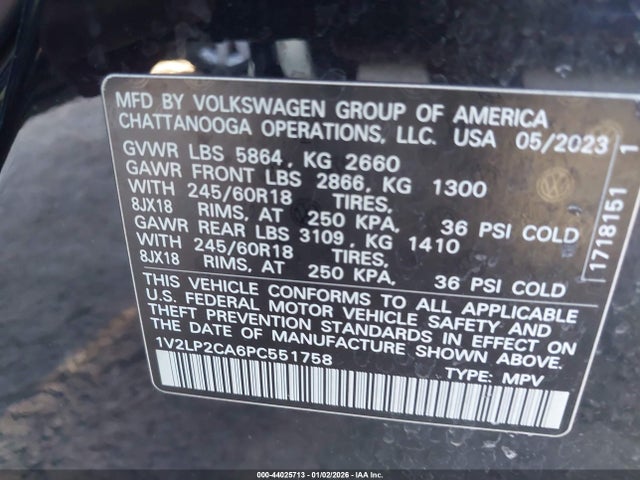 MFD BY VOLKSWAGEN GROUP OF AMERICA
CHATTANOOGA OPERATIONS, LLC. USA 05/2023
GVWR LBS 5864, KG 2660
GAWR FRONT LBS 2866, KG 1300
WITH 245/60R18 TIRES,
8JX18 RIMS, AT 250 KPA, 36 PSI COLD
GAWR REAR LBS 3109, KG 1410
WITH 245/60R18 TIRES,
8JX18 RIMS, AT 250 KPA, 36 PSI COLD
THIS VEHICLE CONFORMS TO ALL APPLICABLE
U.S. FEDERAL MOTOR VEHICLE SAFETY AND
THEFT PREVENTION STANDARDS IN EFFECT ON
THE DATE OF MANUFACTURE SHOWN ABOVE.
1V2LP2CA6PC551758
TYPE: MPV
1718151
1
000-44025713 - 01/02/2026 - IAA Inc.